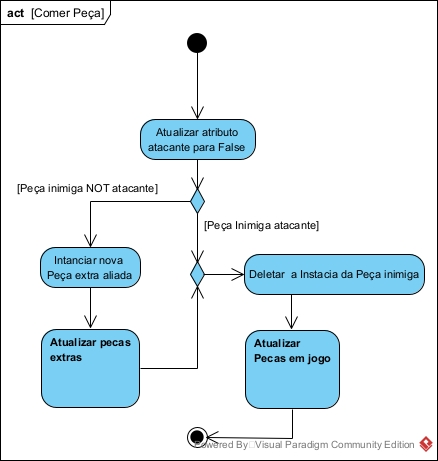 act [Comer Peça]
Atualizar atributo
atacante para False
[Peça inimiga NOT atacante]
[Peça Inimiga atacante]
Intanciar nova
Peça extra aliada
Deletar a Instacia da Peça inimiga
Atualizar pecas
extras
Atualizar
Pecas em jogo
Powered By Visual Paradigm Community Edition